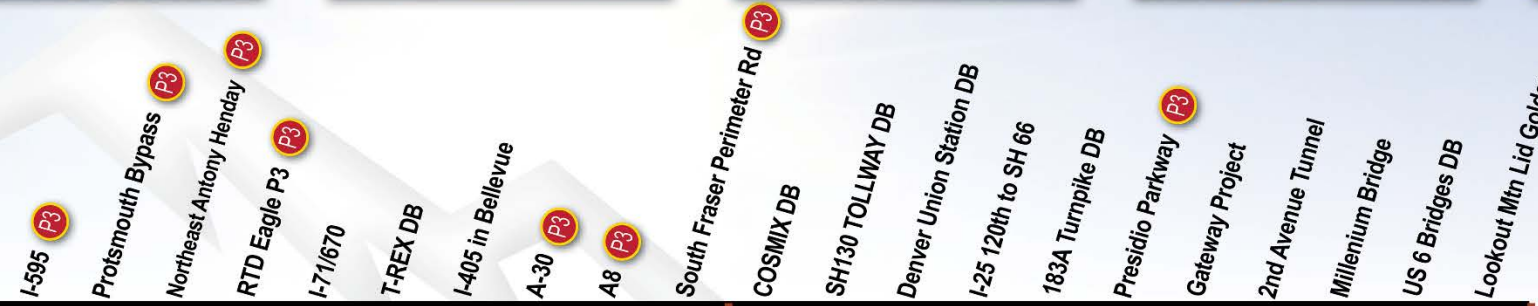 I-595 P3
Protsmouth Bypass P3
Northeast Antony Henday P3
RTD Eagle P3 P3
I-71/670
T-REX DB
I-405 in Bellevue
A-30 P3
A8 P3
South Fraser Perimeter Rd P3
COSMIX DB
SH130 TOLLWAY DB
Denver Union Station DB
I-25 120th to SH 66
183A Turnpike DB
Presidio Parkway P3
Gateway Project
2nd Avenue Tunnel
Millenium Bridge
US 6 Bridges DB
Lookout Mtn Lid